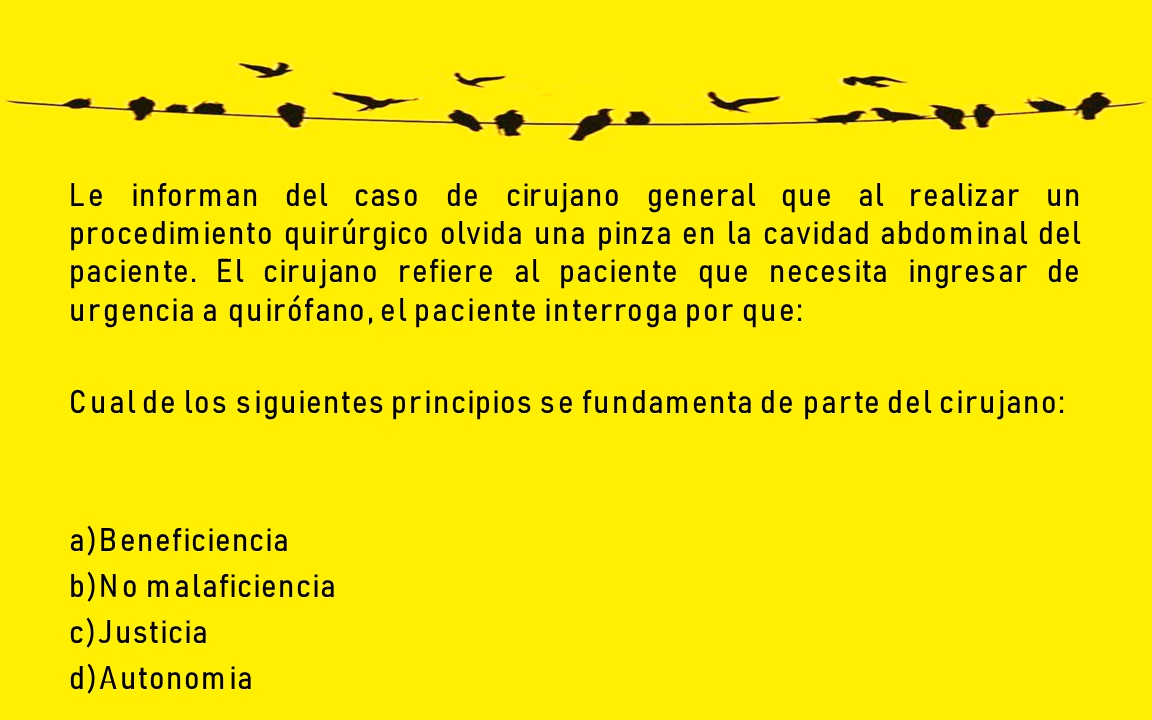 Le informan del caso de cirujano general que al realizar un
procedimiento quirúrgico olvida una pinza en la cavidad abdominal del
paciente. El cirujano refiere al paciente que necesita ingresar de
urgencia a quirófano, el paciente interroga por que:
Cual de los siguientes principios se fundamenta de parte del cirujano:
a)Beneficiencia
b)No malaficiencia
c)Justicia
d)Autonomia